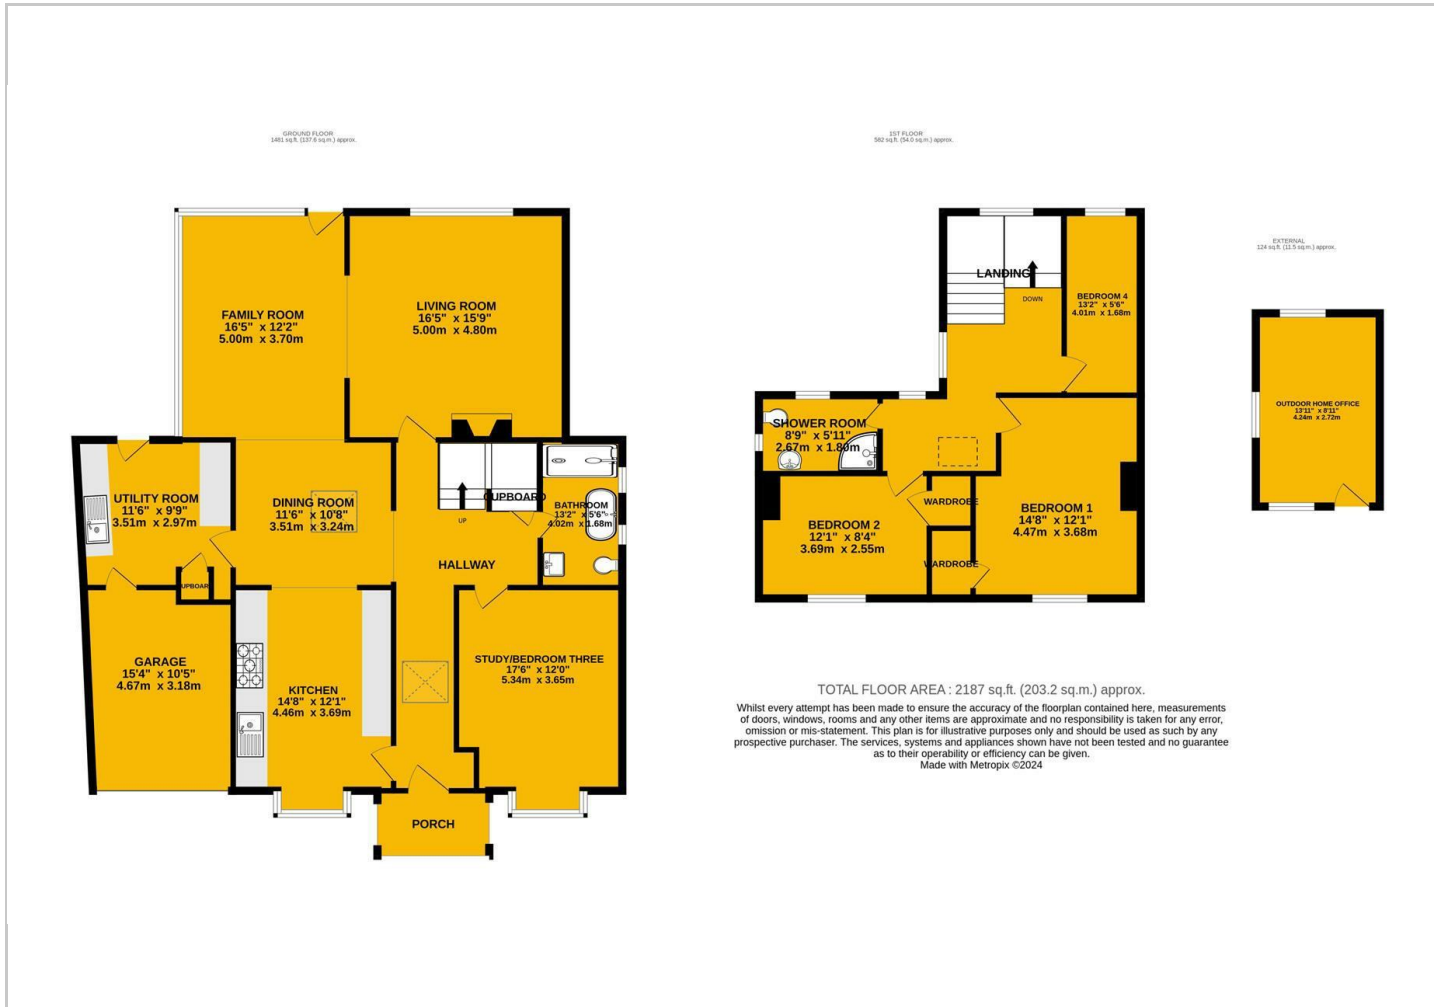 GROUND FLOOR
1481 sq.ft. (137.6 sq.m.) approx.
FAMILY ROOM
16'5" x 12'2"
5.00m x 3.70m
LIVING ROOM
16'5" x 15'9"
5.00m x 4.80m
UTILITY ROOM
11'6" x 9'9"
3.51m x 2.97m
DINING ROOM
11'6" x 10'8"
3.51m x 3.24m
UP
CUPBOARD
BATHROOM
13'2" x 5'6"
4.02m x 1.68m
HALLWAY
UPBOAR
GARAGE
15'4" x 10'5"
4.67m x 3.18m
KITCHEN
14'8" x 12'1"
4.46m x 3.69m
STUDY/BEDROOM THREE
17'6" x 12'0"
5.34m x 3.65m
PORCH
1ST FLOOR
582 sq.ft. (54.0 sq.m.) approx.
LANDING
DOWN
BEDROOM 4
13'2" x 5'6"
4.01m x 1.68m
SHOWER ROOM
8'9" x 5'11"
2.67m x 1.80m
WARDROBE
BEDROOM 2
12'1" x 8'4"
3.69m x 2.55m
BEDROOM 1
14'8" x 12'1"
4.47m x 3.68m
WARDROBE
EXTERNAL
124 sq.ft. (11.5 sq.m.) approx.
OUTDOOR HOME OFFICE
13'11" x 8'11"
4.24m x 2.72m
TOTAL FLOOR AREA : 2187 sq.ft. (203.2 sq.m.) approx.
Whilst every attempt has been made to ensure the accuracy of the floorplan contained here, measurements
of doors, windows, rooms and any other items are approximate and no responsibility is taken for any error,
omission or mis-statement. This plan is for illustrative purposes only and should be used as such by any
prospective purchaser. The services, systems and appliances shown have not been tested and no guarantee
as to their operability or efficiency can be given.
Made with Metropix ©2024